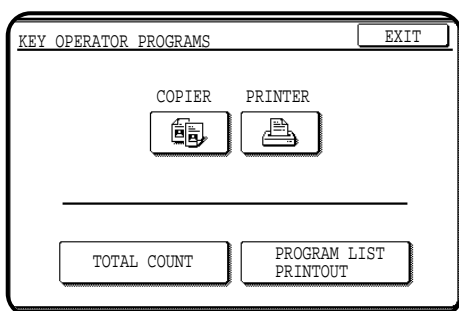 KEY OPERATOR PROGRAMS
EXIT
COPIER
PRINTER
TOTAL COUNT
PROGRAM LIST
PRINTOUT